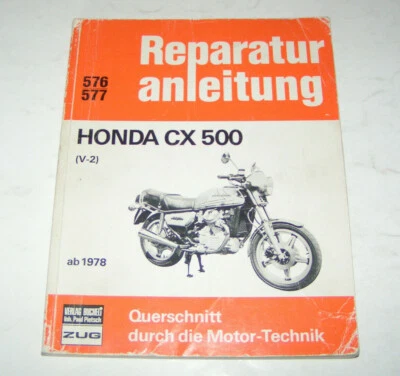 576
577
Reparatur
anleitung
HONDA CX 500
(V-2)
ab 1978
VERLAG BUCHELI
Inh. Paul Pietsch
ZUG
Querschnitt
durch die Motor-Technik